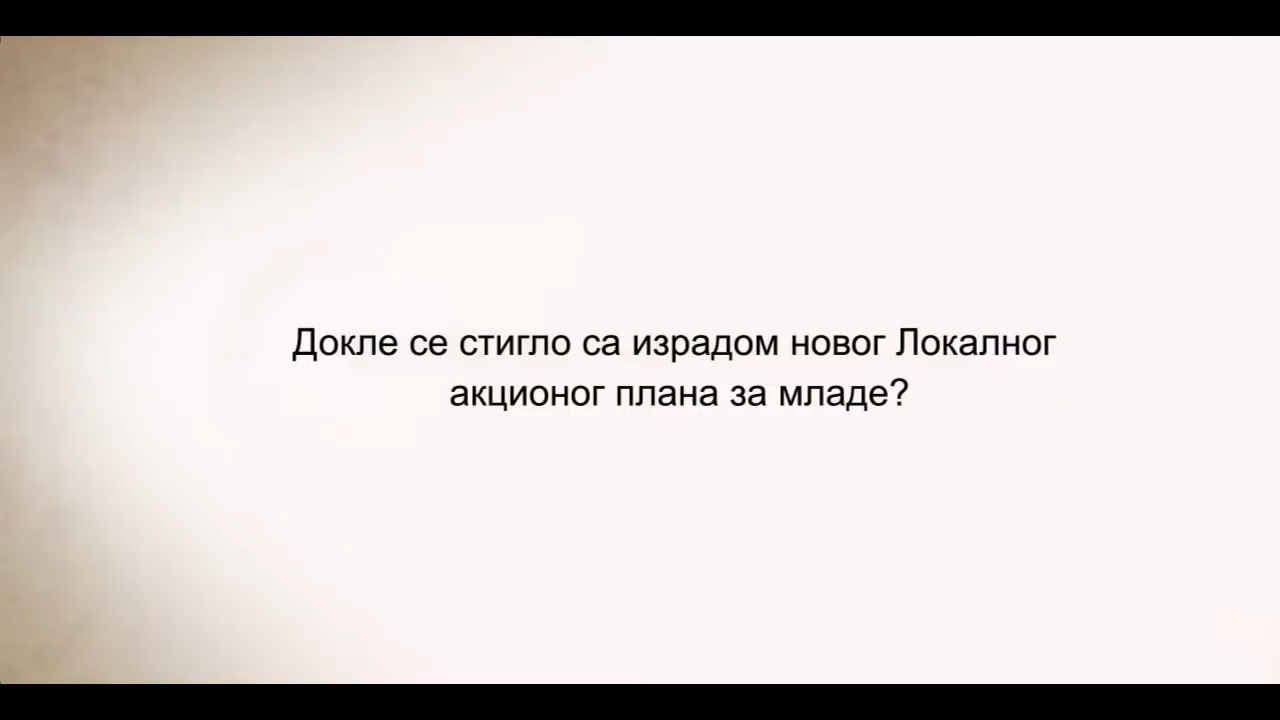 Докле се стигло са израдом новог Локалног
акционог плана за младе?